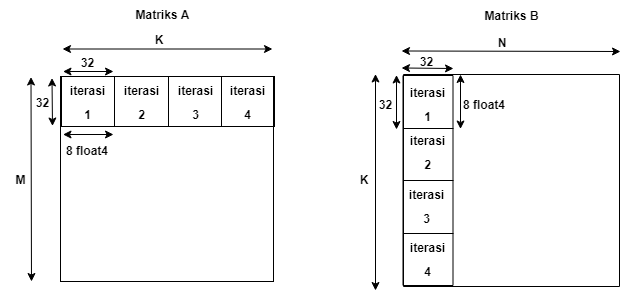 Matriks A
K
32
32
iterasi
1
iterasi
2
iterasi
3
iterasi
4
8 float4
M
Matriks B
N
32
32
iterasi
1
8 float4
iterasi
2
K
iterasi
3
iterasi
4